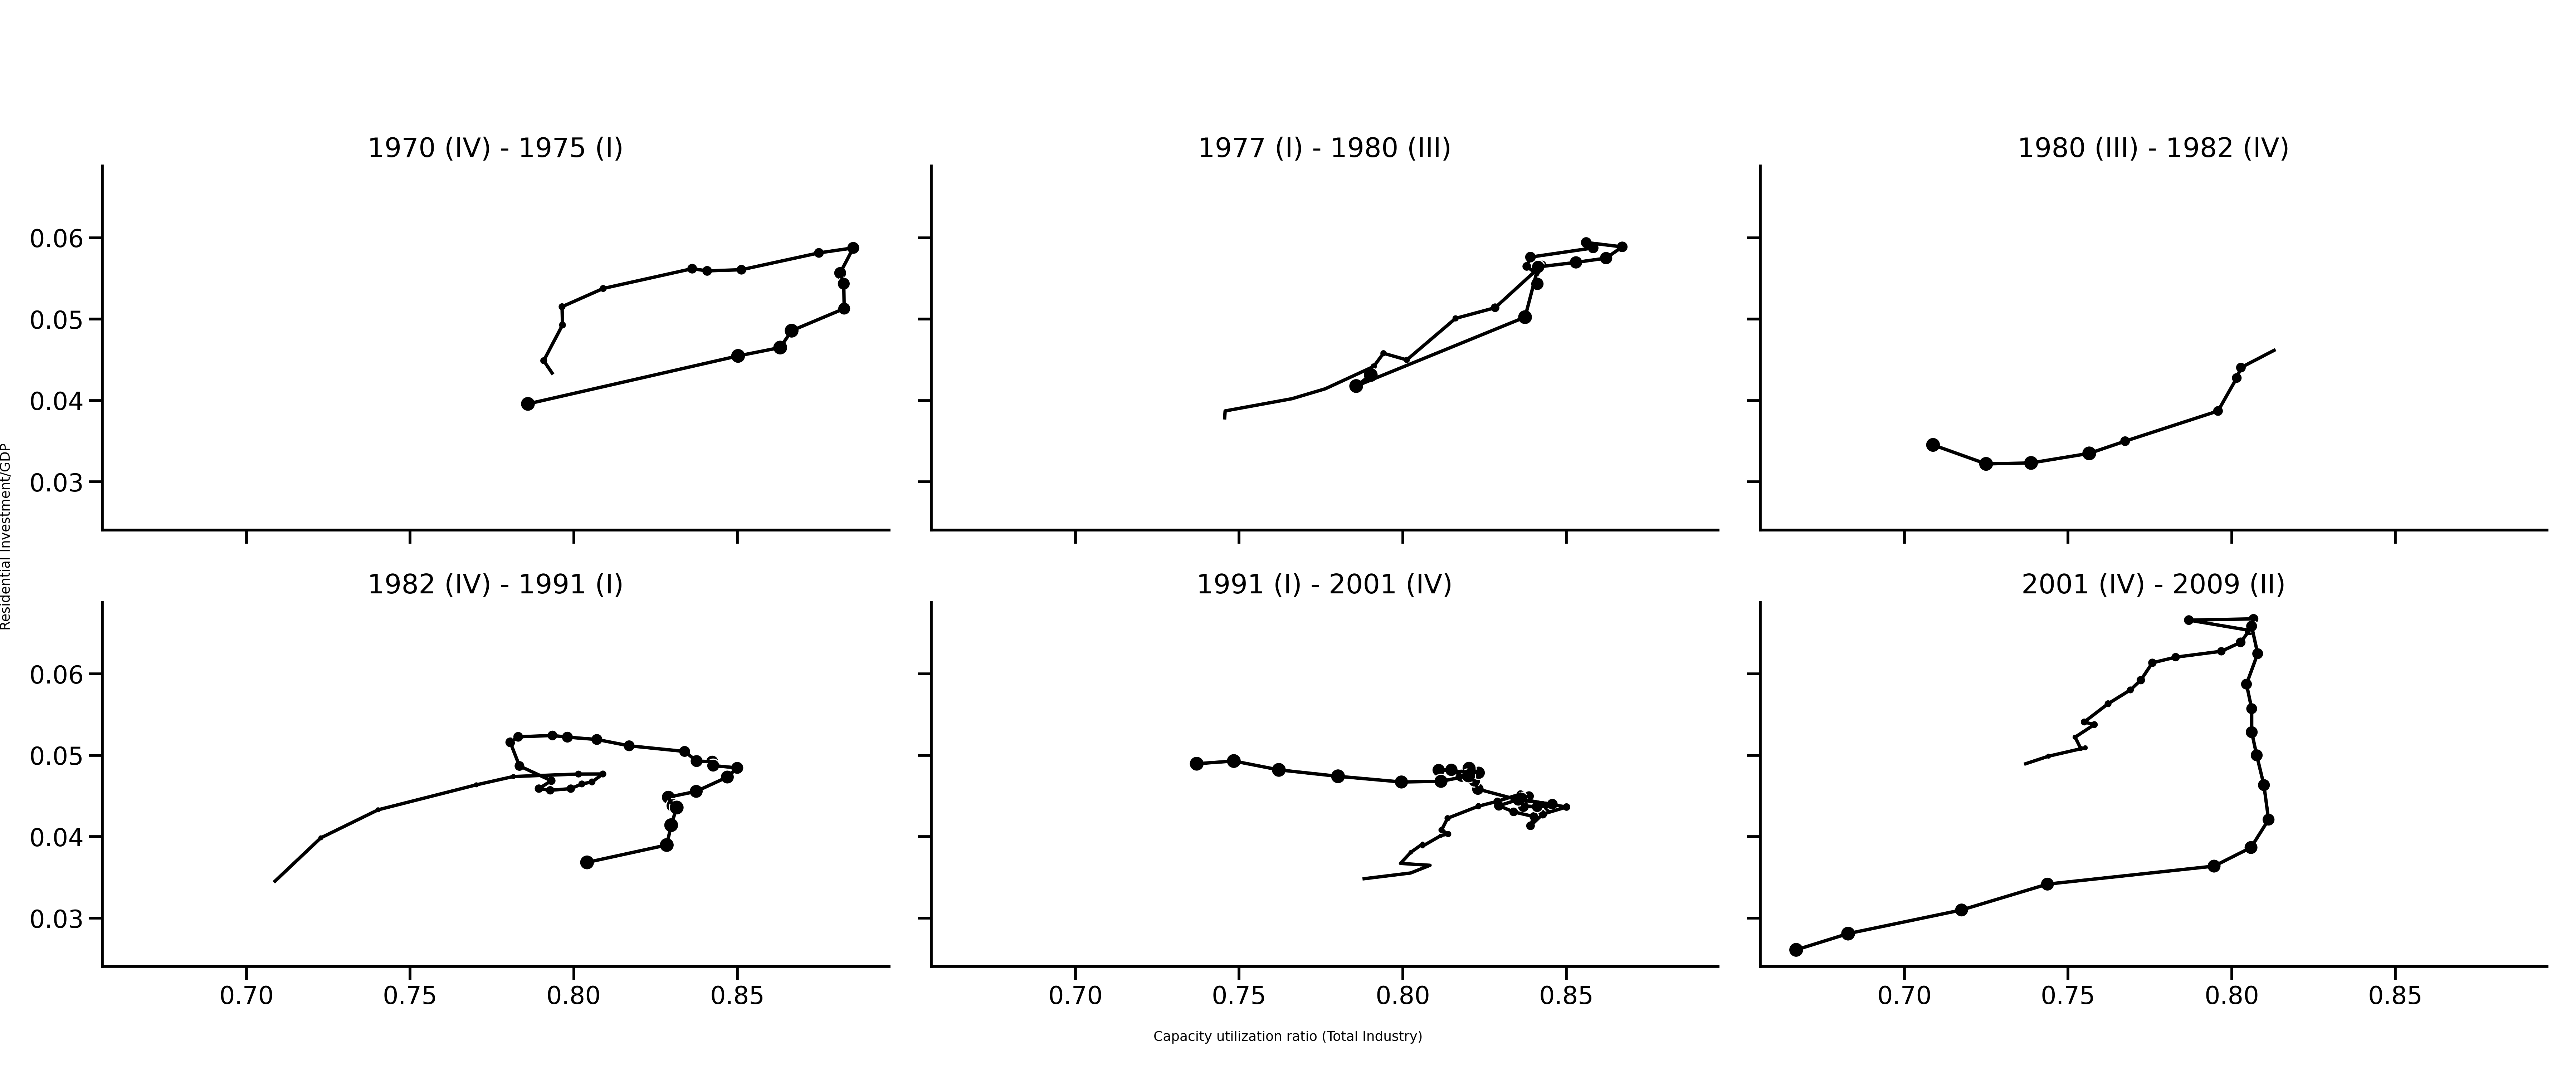 1970 (IV) - 1975 (I)
1977 (I) - 1980 (III)
1980 (III) - 1982 (IV)
0.06
0.05
0.04
0.03
Residential Investment/GDP
1982 (IV) - 1991 (I)
1991 (I) - 2001 (IV)
2001 (IV) - 2009 (II)
0.06
0.05
0.04
0.03
0.70 0.75 0.80 0.85
0.70 0.75 0.80 0.85
0.70 0.75 0.80 0.85
Capacity utilization ratio (Total Industry)